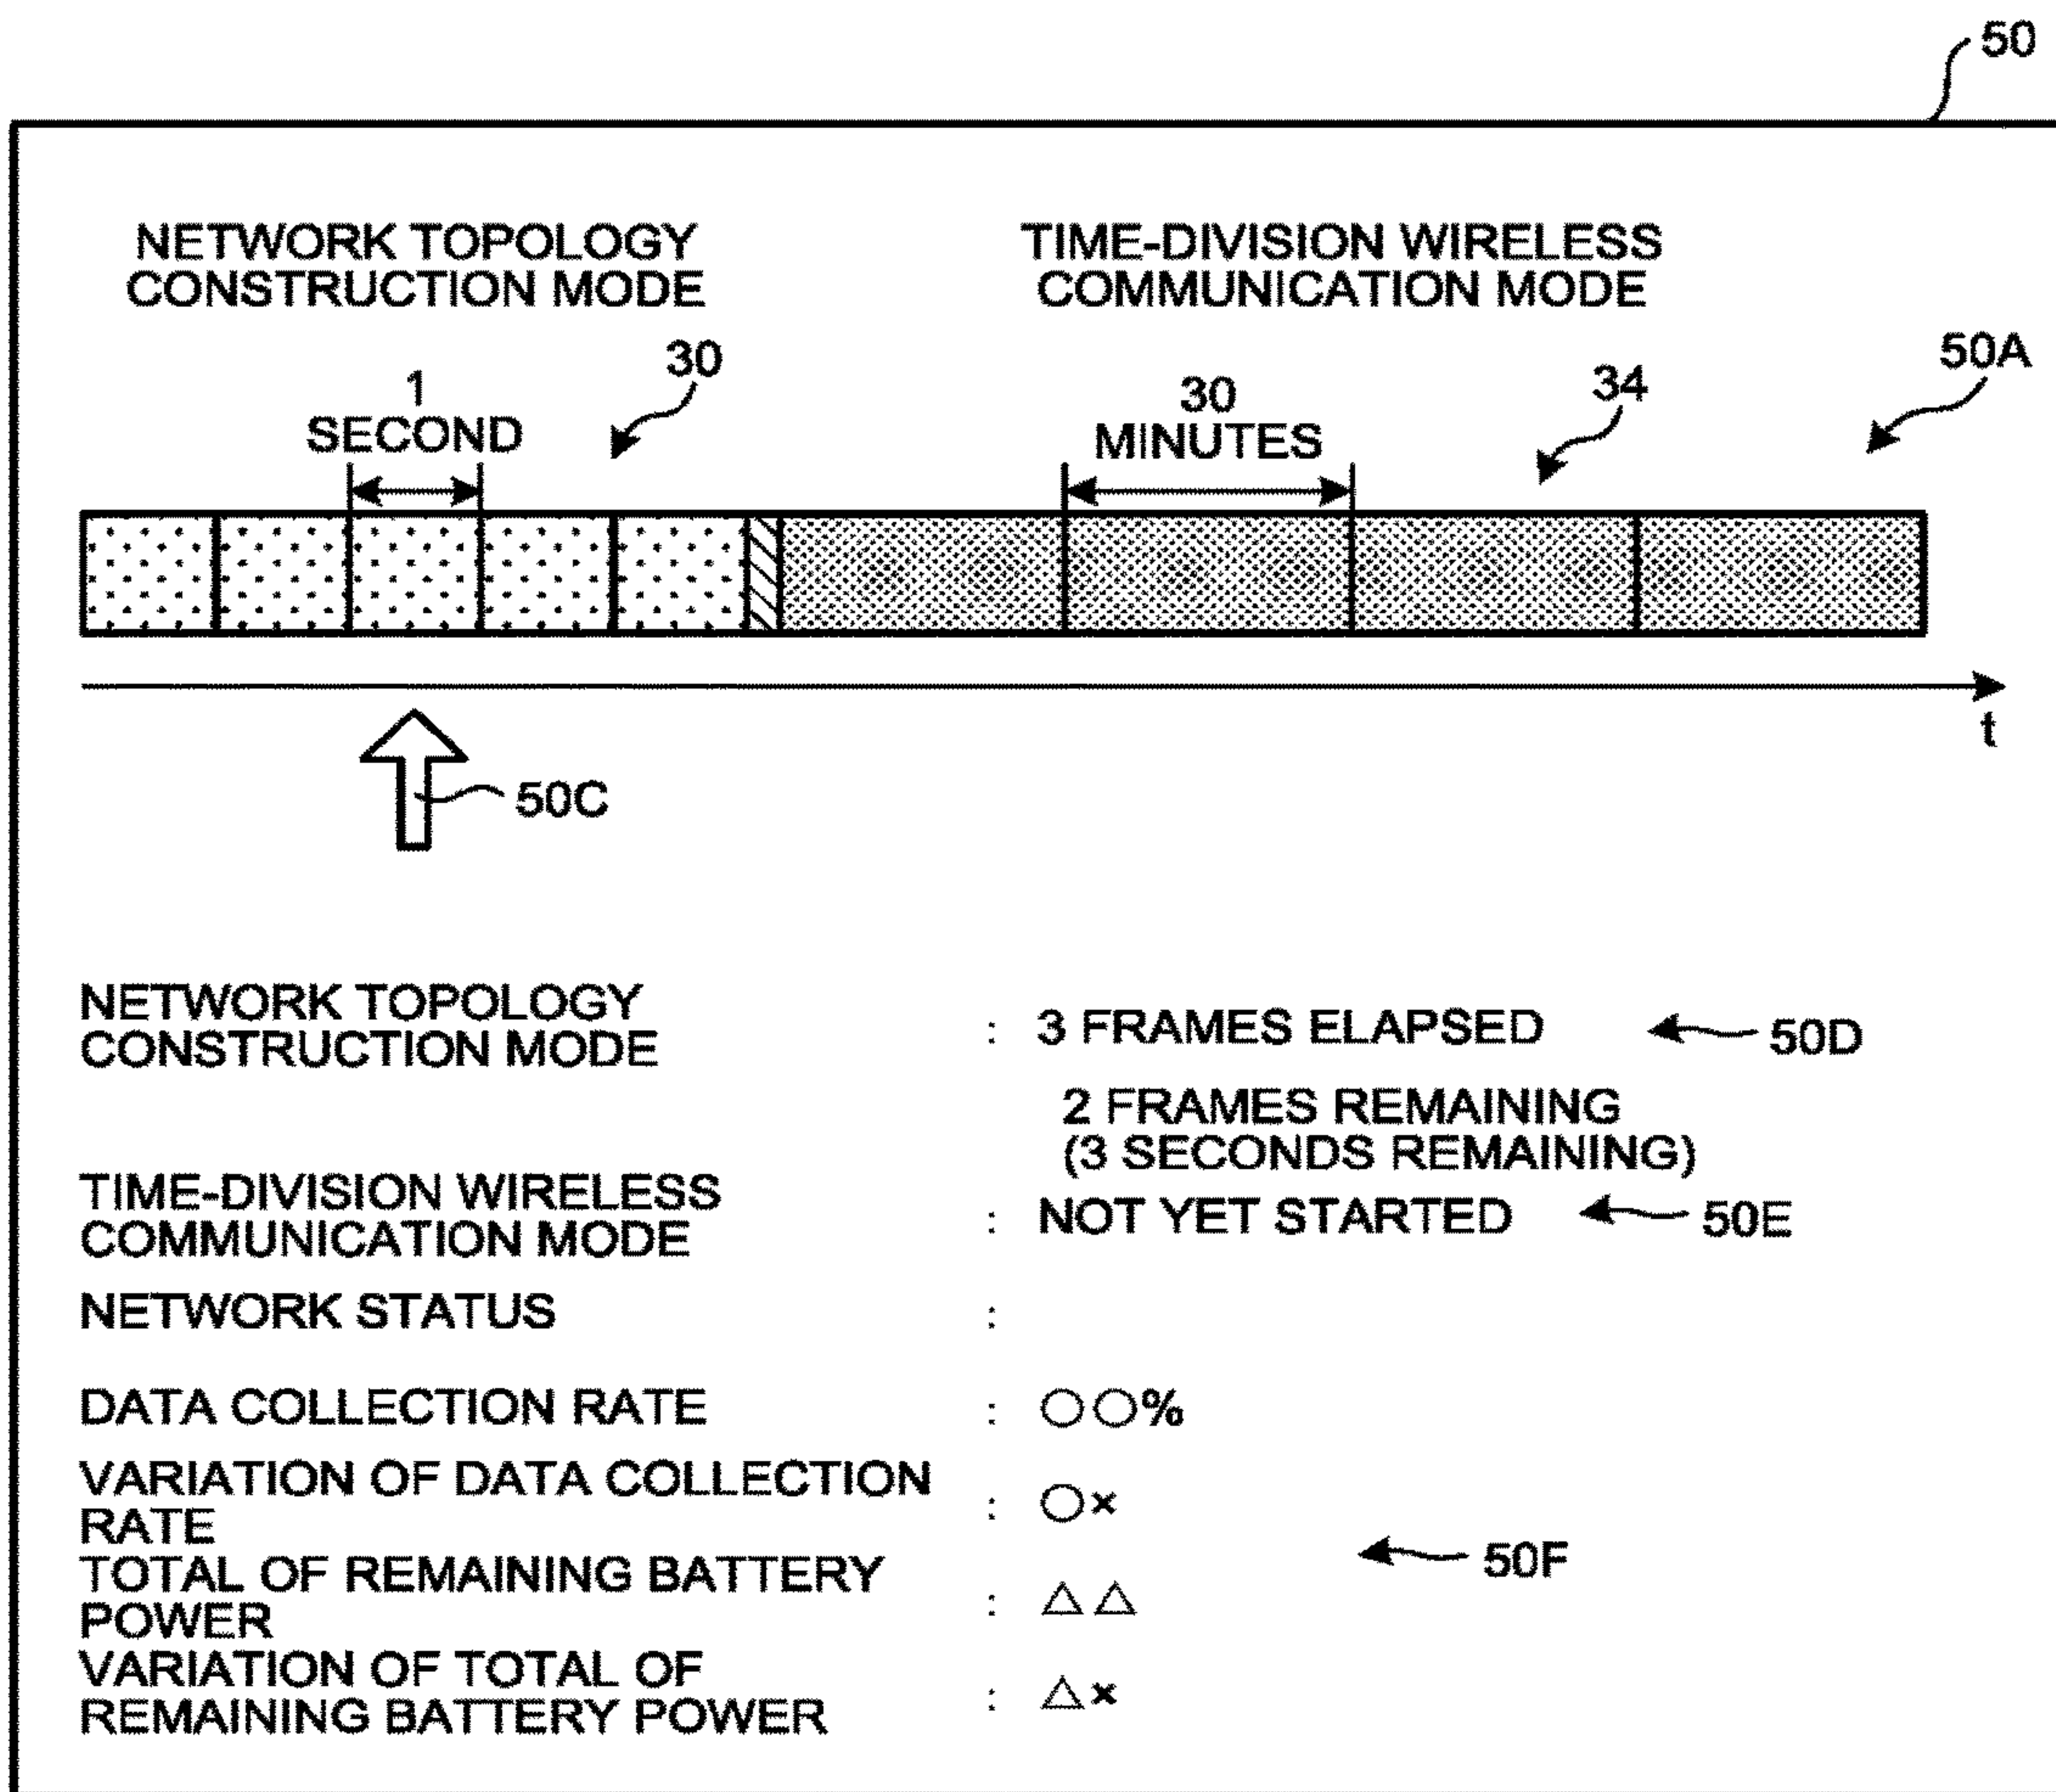 50
NETWORK TOPOLOGY
CONSTRUCTION MODE
TIME-DIVISION WIRELESS
COMMUNICATION MODE
1
SECOND
30
30
MINUTES
34
50A
t
50C
NETWORK TOPOLOGY
CONSTRUCTION MODE
: 3 FRAMES ELAPSED
50D
2 FRAMES REMAINING
(3 SECONDS REMAINING)
TIME-DIVISION WIRELESS
COMMUNICATION MODE
: NOT YET STARTED
50E
NETWORK STATUS :
DATA COLLECTION RATE : ○○%
VARIATION OF DATA COLLECTION
RATE
: ○×
50F
TOTAL OF REMAINING BATTERY
POWER
: △△
VARIATION OF TOTAL OF
REMAINING BATTERY POWER
: △×